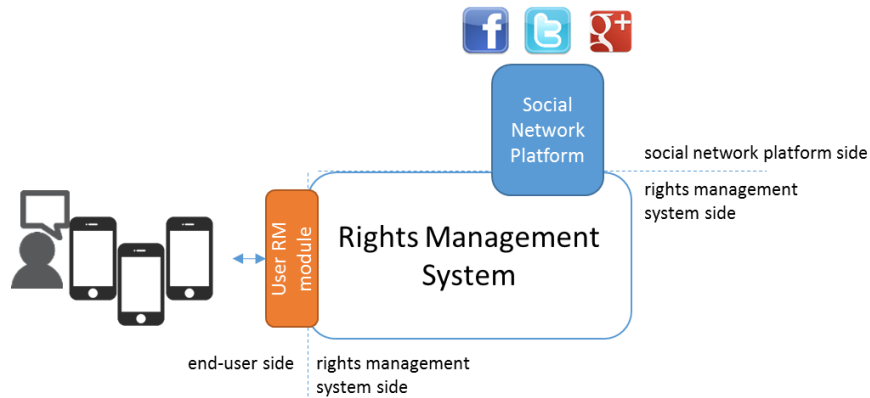 f
t
g+
Social
Network
Platform
social network platform side
rights management
system side
User RM
module
Rights Management
System
end-user side
rights management
system side